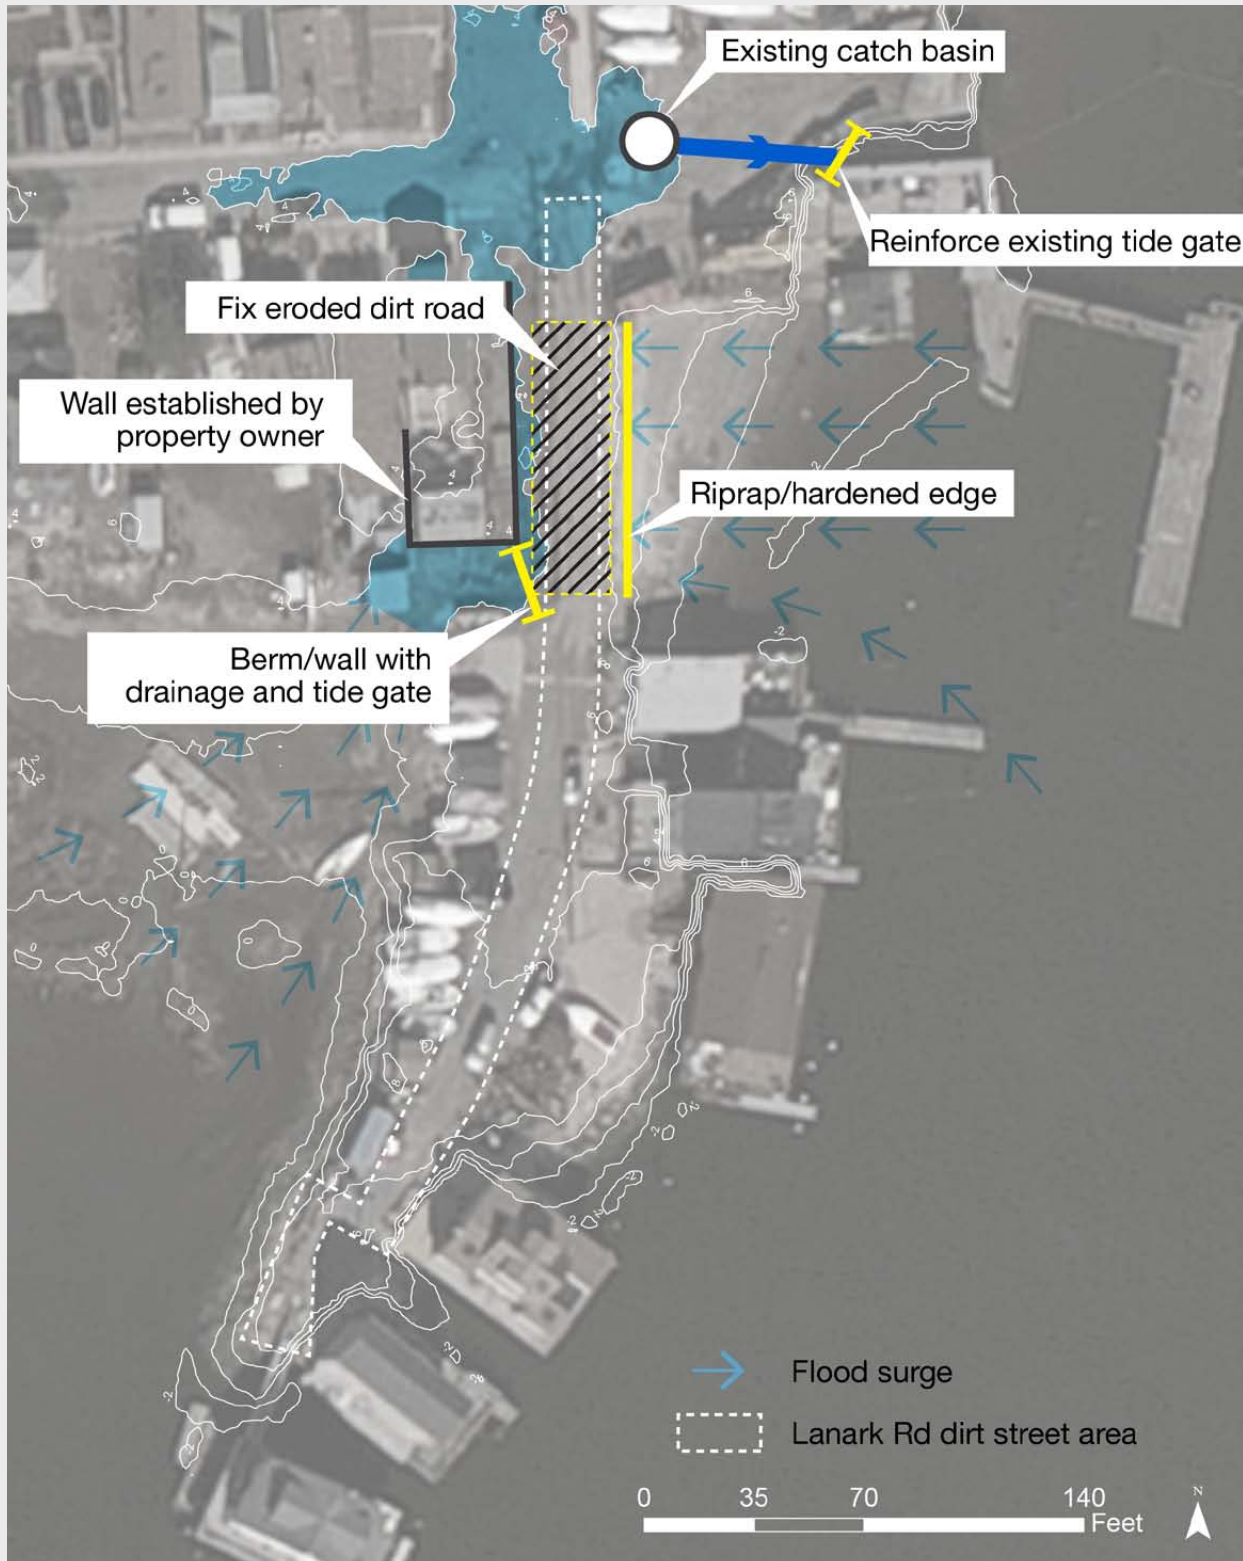 Existing catch basin
Reinforce existing tide gate
Fix eroded dirt road
Wall established by
property owner
Riprap/hardened edge
Berm/wall with
drainage and tide gate
Flood surge
Lanark Rd dirt street area
0 35 70 140
Feet
N